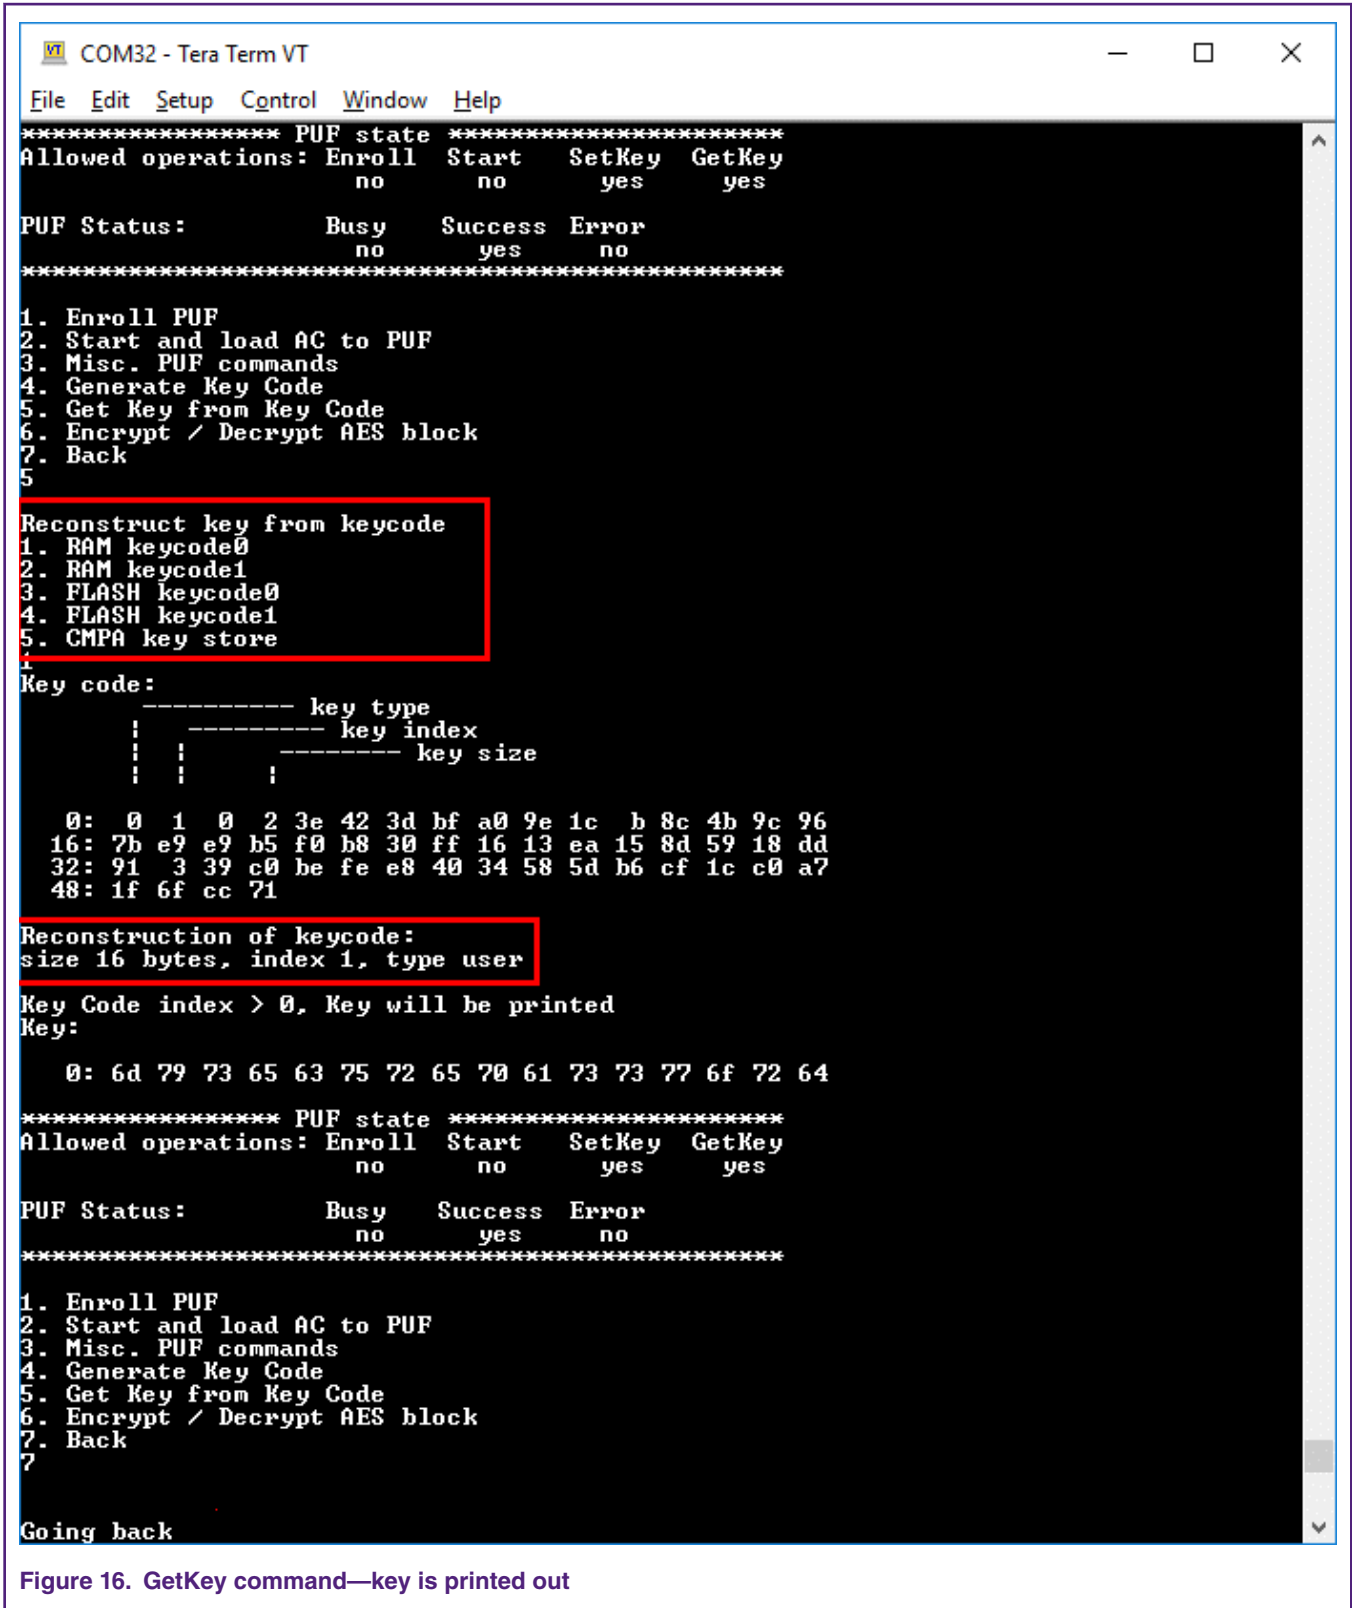 COM32 - Tera Term VT
File Edit Setup Control Window Help
***************** PUF state **********************
Allowed operations: Enroll Start SetKey GetKey
no no yes yes
PUF Status: Busy Success Error
no yes no
**************************************************
1. Enroll PUF
2. Start and load AC to PUF
3. Misc. PUF commands
4. Generate Key Code
5. Get Key from Key Code
6. Encrypt / Decrypt AES block
7. Back
5
Reconstruct key from keycode
1. RAM keycode0
2. RAM keycode1
3. FLASH keycode0
4. FLASH keycode1
5. CMPA key store
1
Key code:
---------- key type
| --------- key index
| | -------- key size
| | |
0: 0 1 0 2 3e 42 3d bf a0 9e 1c b 8c 4b 9c 96
16: 7b e9 e9 b5 f0 b8 30 ff 16 13 ea 15 8d 59 18 dd
32: 91 3 39 c0 be fe e8 40 34 58 5d b6 cf 1c c0 a7
48: 1f 6f cc 71
Reconstruction of keycode:
size 16 bytes, index 1, type user
Key Code index > 0, Key will be printed
Key:
0: 6d 79 73 65 63 75 72 65 70 61 73 73 77 6f 72 64
***************** PUF state **********************
Allowed operations: Enroll Start SetKey GetKey
no no yes yes
PUF Status: Busy Success Error
no yes no
**************************************************
1. Enroll PUF
2. Start and load AC to PUF
3. Misc. PUF commands
4. Generate Key Code
5. Get Key from Key Code
6. Encrypt / Decrypt AES block
7. Back
7
Going back
Figure 16. GetKey command—key is printed out